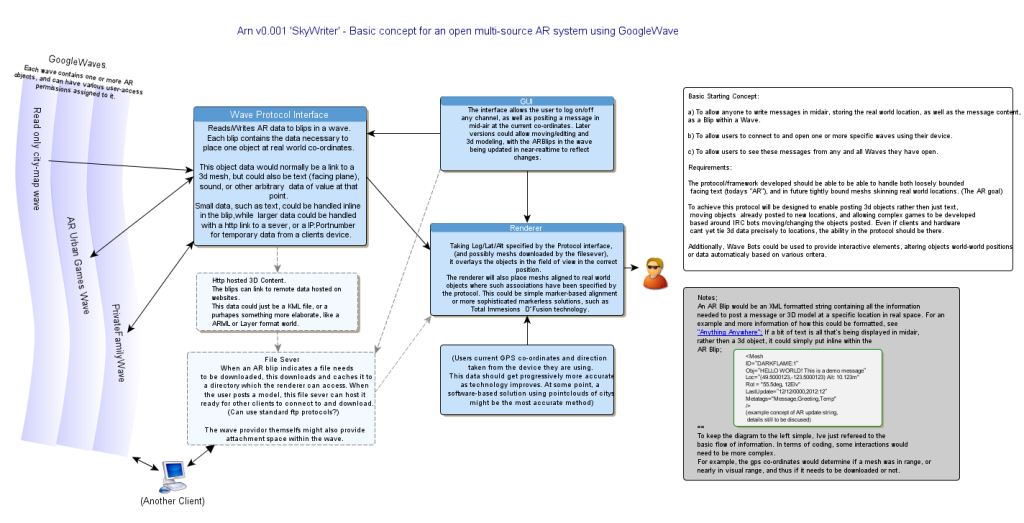 Arn v0.001 'SkyWriter' - Basic concept for an open multi-source AR system using GoogleWave
GoogleWaves.
Each wave contains one or more AR
objects, and can have various user-access
permissions assigned to it.
Read only city-map wave
AR Urban Games Wave
PrivateFamilyWave
Wave Protocol Interface
Reads/Writes AR data to blips in a wave.
Each blip contains the data necessary to
place one object at real world co-ordinates.
This object data would normally be a link to a
3d mesh, but could also be text (facing plane),
sound, or other arbitrary data of value at that
point.
Small data, such as text, could be handled inline
in the blip,while larger data could be handled
with a http link to a sever, or a IP:Portnumber
for temporary data from a clients device.
Http hosted 3D Content.
The blips can link to remote data hosted on
websites.
This data could just be a KML file, or a
purhapes something more elaborate, like a
ARML or Layer format world.
File Sever
When an AR blip indicates a file needs
to be downloaded, this downloads and caches it to
a directory which the renderer can access. When
the user posts a model, this file sever can host it
ready for other clients to connect to and download.
(Can use standard ftp protocols?)
The wave providor themselfs might also provide
attachment space within the wave.
(Another Client)
GUI
The interface allows the user to log on/off
any channel, as well as positing a message in
mid-air at the current co-ordinates. Later
versions could allow moving/editing and
3d modeling, with the ARBlips in the wave
being updated in near-realtime to reflect
changes.
Renderer
Taking Log/Lat/Alt specified by the Protocol interface,
(and possibly meshs downloaded by the filesever),
it overlays the objects in the field of view in the correct
position.
The renderer will also place meshs aligned to real world
objects where such associations have been specified by
the protocol. This could be simple marker-based alignment
or more sophisticated markerless solutions, such as
Total Immesions D'Fusion technology.
(Users current GPS co-ordinates and direction
taken from the device they are using.
This data should get progressively more accurate
as technology improves. At some point, a
software-based solution using pointclouds of citys
might be the most accurate method)
Basic Starting Concept:
a) To allow anyone to write messages in midair, storing the real world location, as well as the message content,
as a Blip within a Wave.
b) To allow users to connect to and open one or more specific waves using their device.
c) To allow users to see these messages from any and all Waves they have open.
Requirements:
The protocol/framework developed should be able to be able to handle both loosely bounded
facing text (todays "AR"), and in future tightly bound meshs skinning real world locations. (The AR goal)
To achieve this protocol will be designed to enable posting 3d objects rather then just text,
moving objects already posted to new locations, and allowing complex games to be developed
based around IRC bots moving/changing the objects posted. Even if clients and hardware
cant yet tie 3d data precisely to locations, the ability in the protocol should be there.
Additionally, Wave Bots could be used to provide interactive elements, altering objects world-world positions
or data automatically based on various critera.
Notes;
An AR Blip would be an XML formatted string containing all the information
needed to post a message or 3D model at a specific location in real space. For an
example and more information of how this could be formatted, see
"Anything Anywhere"; If a bit of text is all that's being displayed in midair,
rather then a 3d object, it could simply put inline within the
AR Blip;
<Mesh
ID="DARKFLAME:1"
Obj="HELLO WORLD! This is a demo message"
Loc="(49.5000123,-123.5000123) Alt: 10.123m"
Rot = "55.5deg, 12Elv"
LastUpdate="12/12/0000,2012:12"
Metatags="Message,Greeting,Temp"
/>
(example concept of AR update string,
details still to be discused)
==
To keep the diagram to the left simple, Ive just refereed to the
basic flow of information. In terms of coding, some interactions would
need to be more complex.
For example, the gps co-ordinates would determine if a mesh was in range, or
nearly in visual range, and thus if it needs to be downloaded or not.